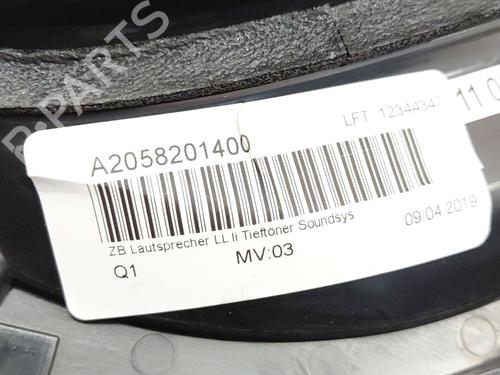 B-PARTS
LFT 12344347 11.0
A2058201400
ZB Lautsprecher LL li Tieftoner Soundsys
09.04.2019
Q1 MV:03